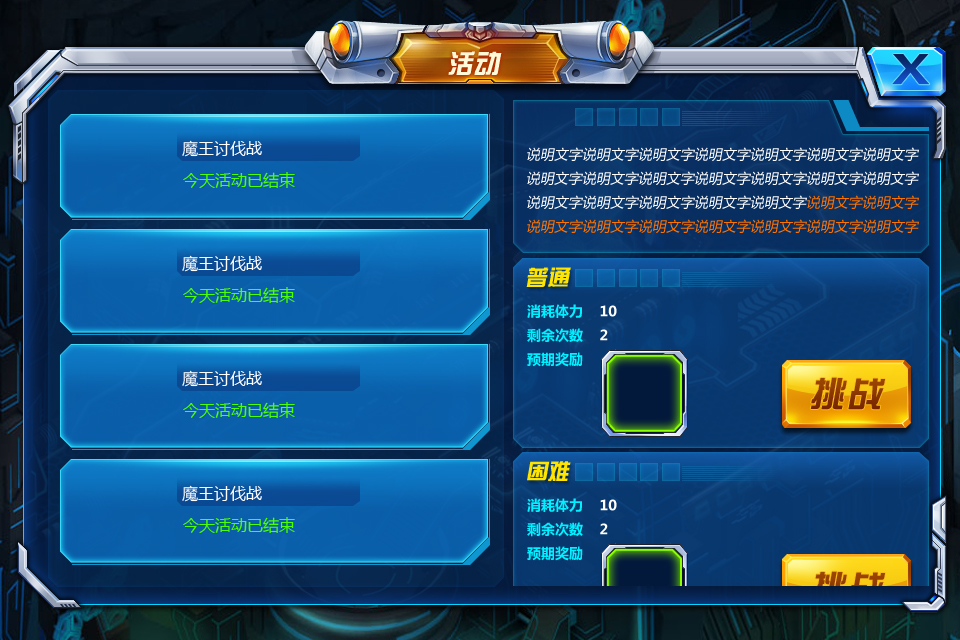 活动
X
魔王讨伐战
今天活动已结束
魔王讨伐战
今天活动已结束
魔王讨伐战
今天活动已结束
魔王讨伐战
今天活动已结束
说明文字说明文字说明文字说明文字说明文字说明文字说明文字
说明文字说明文字说明文字说明文字说明文字说明文字说明文字
说明文字说明文字说明文字说明文字说明文字说明文字说明文字
说明文字说明文字说明文字说明文字说明文字说明文字说明文字
普通
消耗体力 10
剩余次数 2
预期奖励
挑战
困难
消耗体力 10
剩余次数 2
预期奖励
挑战